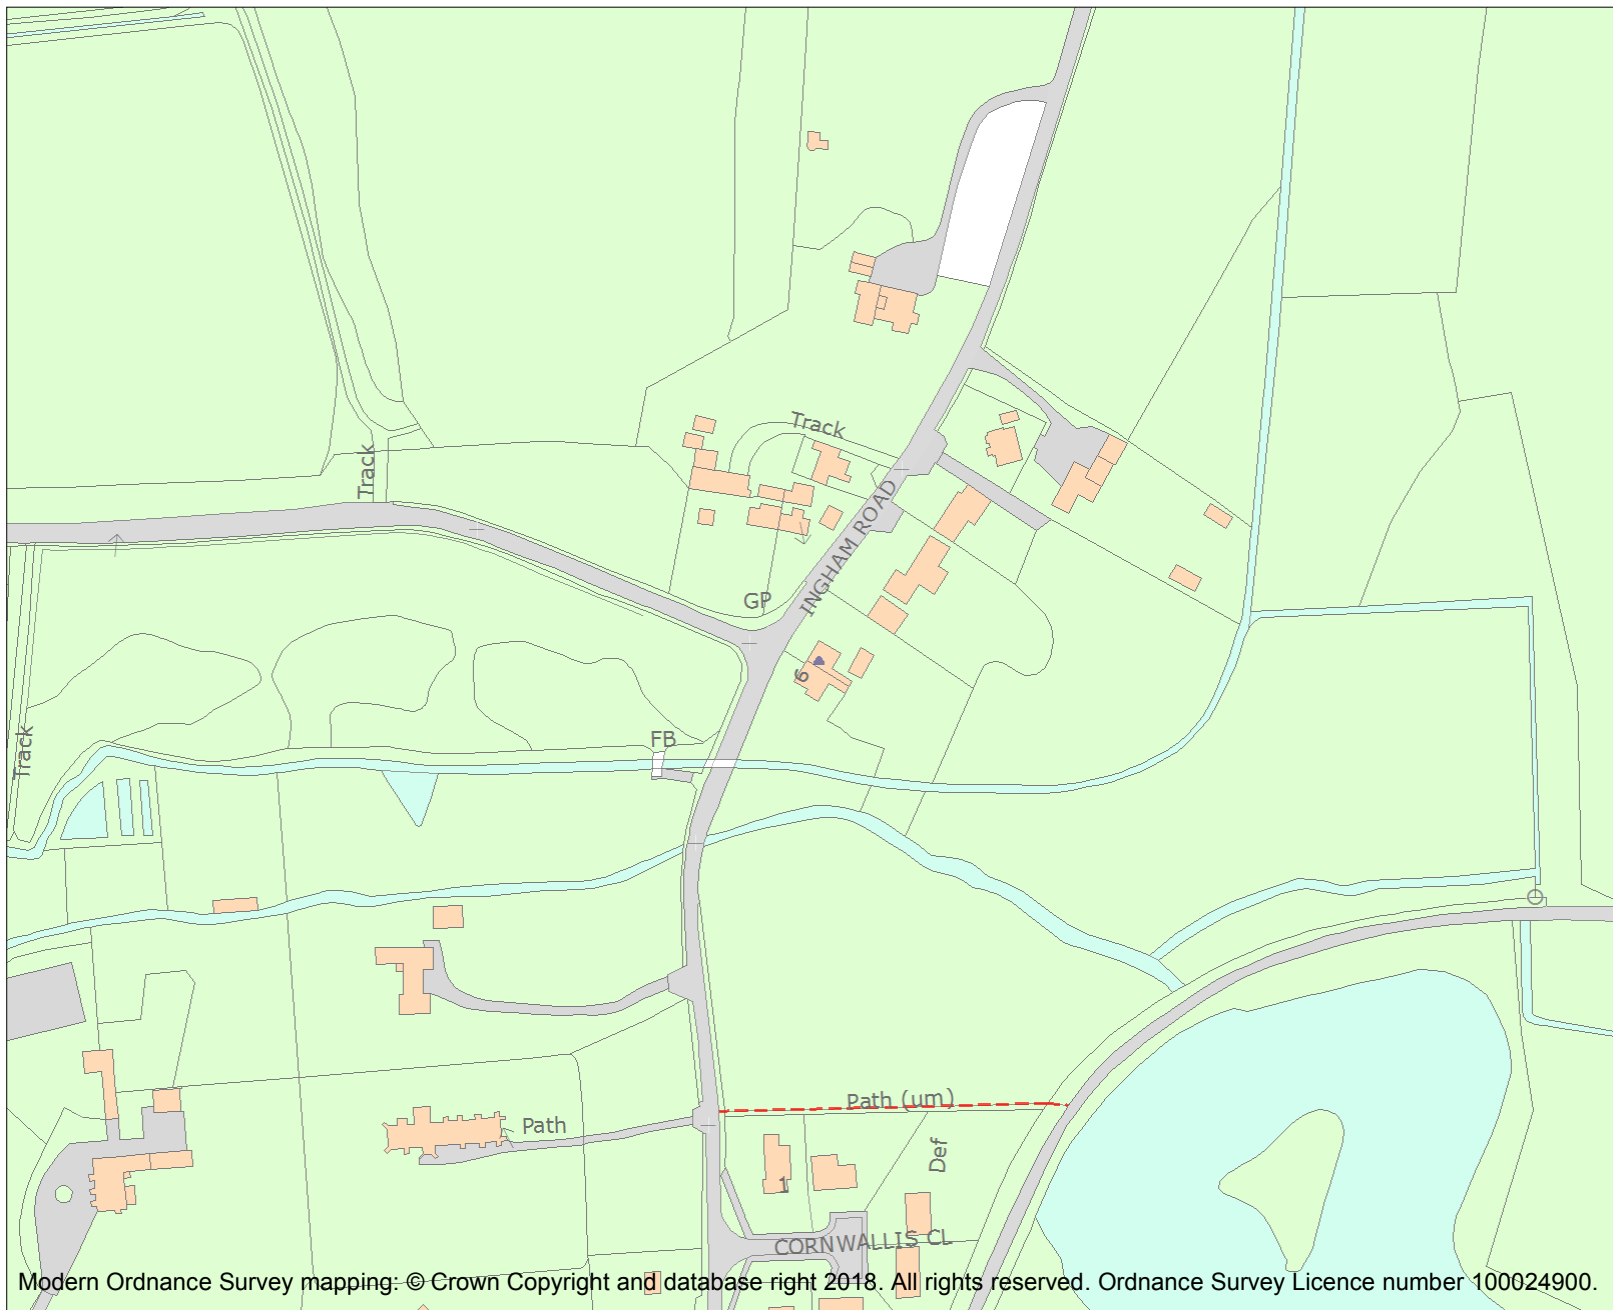 Track
Track
INGHAM ROAD
GP
6
FB
Track
Path (um)
Path
Def
1
CORNWALLIS CL
Modern Ordnance Survey mapping: © Crown Copyright and database right 2018. All rights reserved. Ordnance Survey Licence number 100024900.